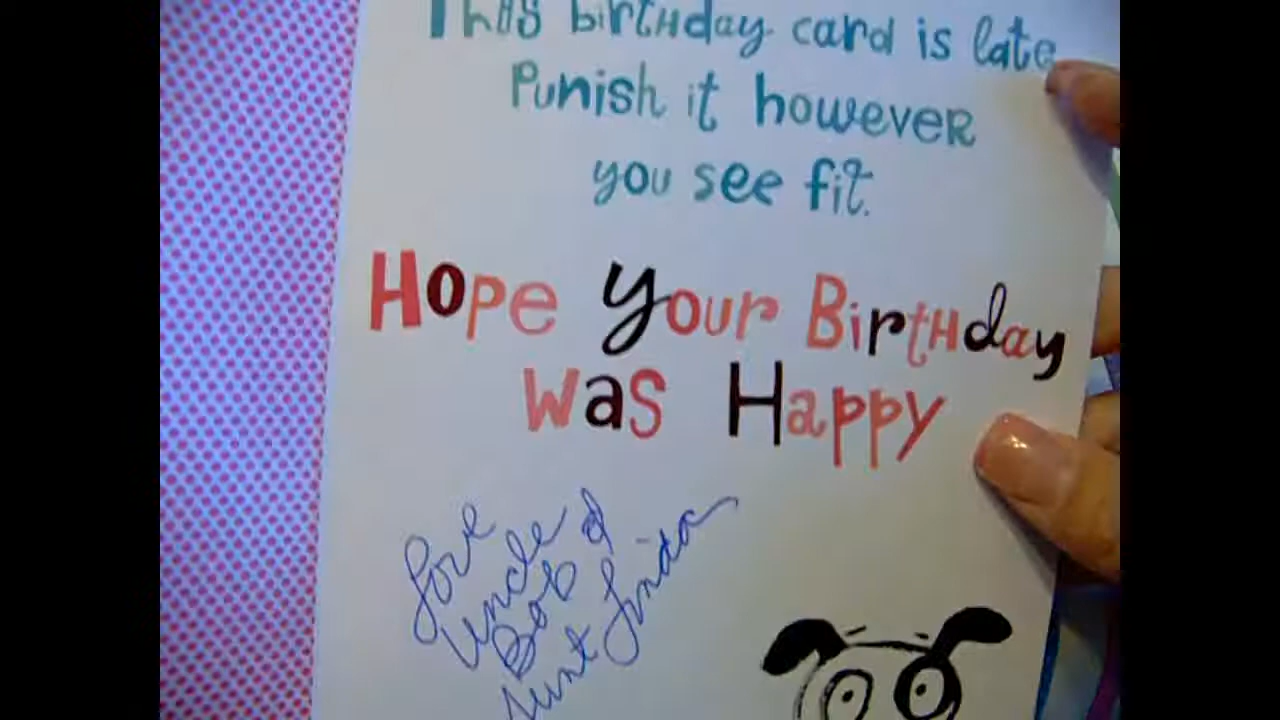 This birthday card is late.
Punish it however
you see fit.
Hope your Birthday
was Happy
Love
Uncle
Bob &
Aunt Linda